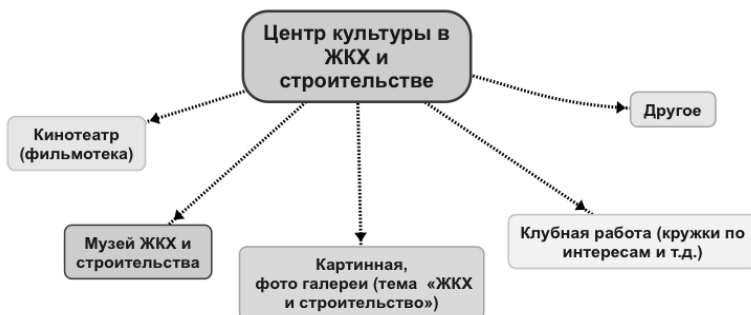 Центр культуры в
ЖКХ и
строительстве
Другое
Кинотеатр
(фильмотека)
Музей ЖКХ и
строительства
Картинная,
фото галереи (тема «ЖКХ
и строительство»)
Клубная работа (кружки по
интересам и т.д.)